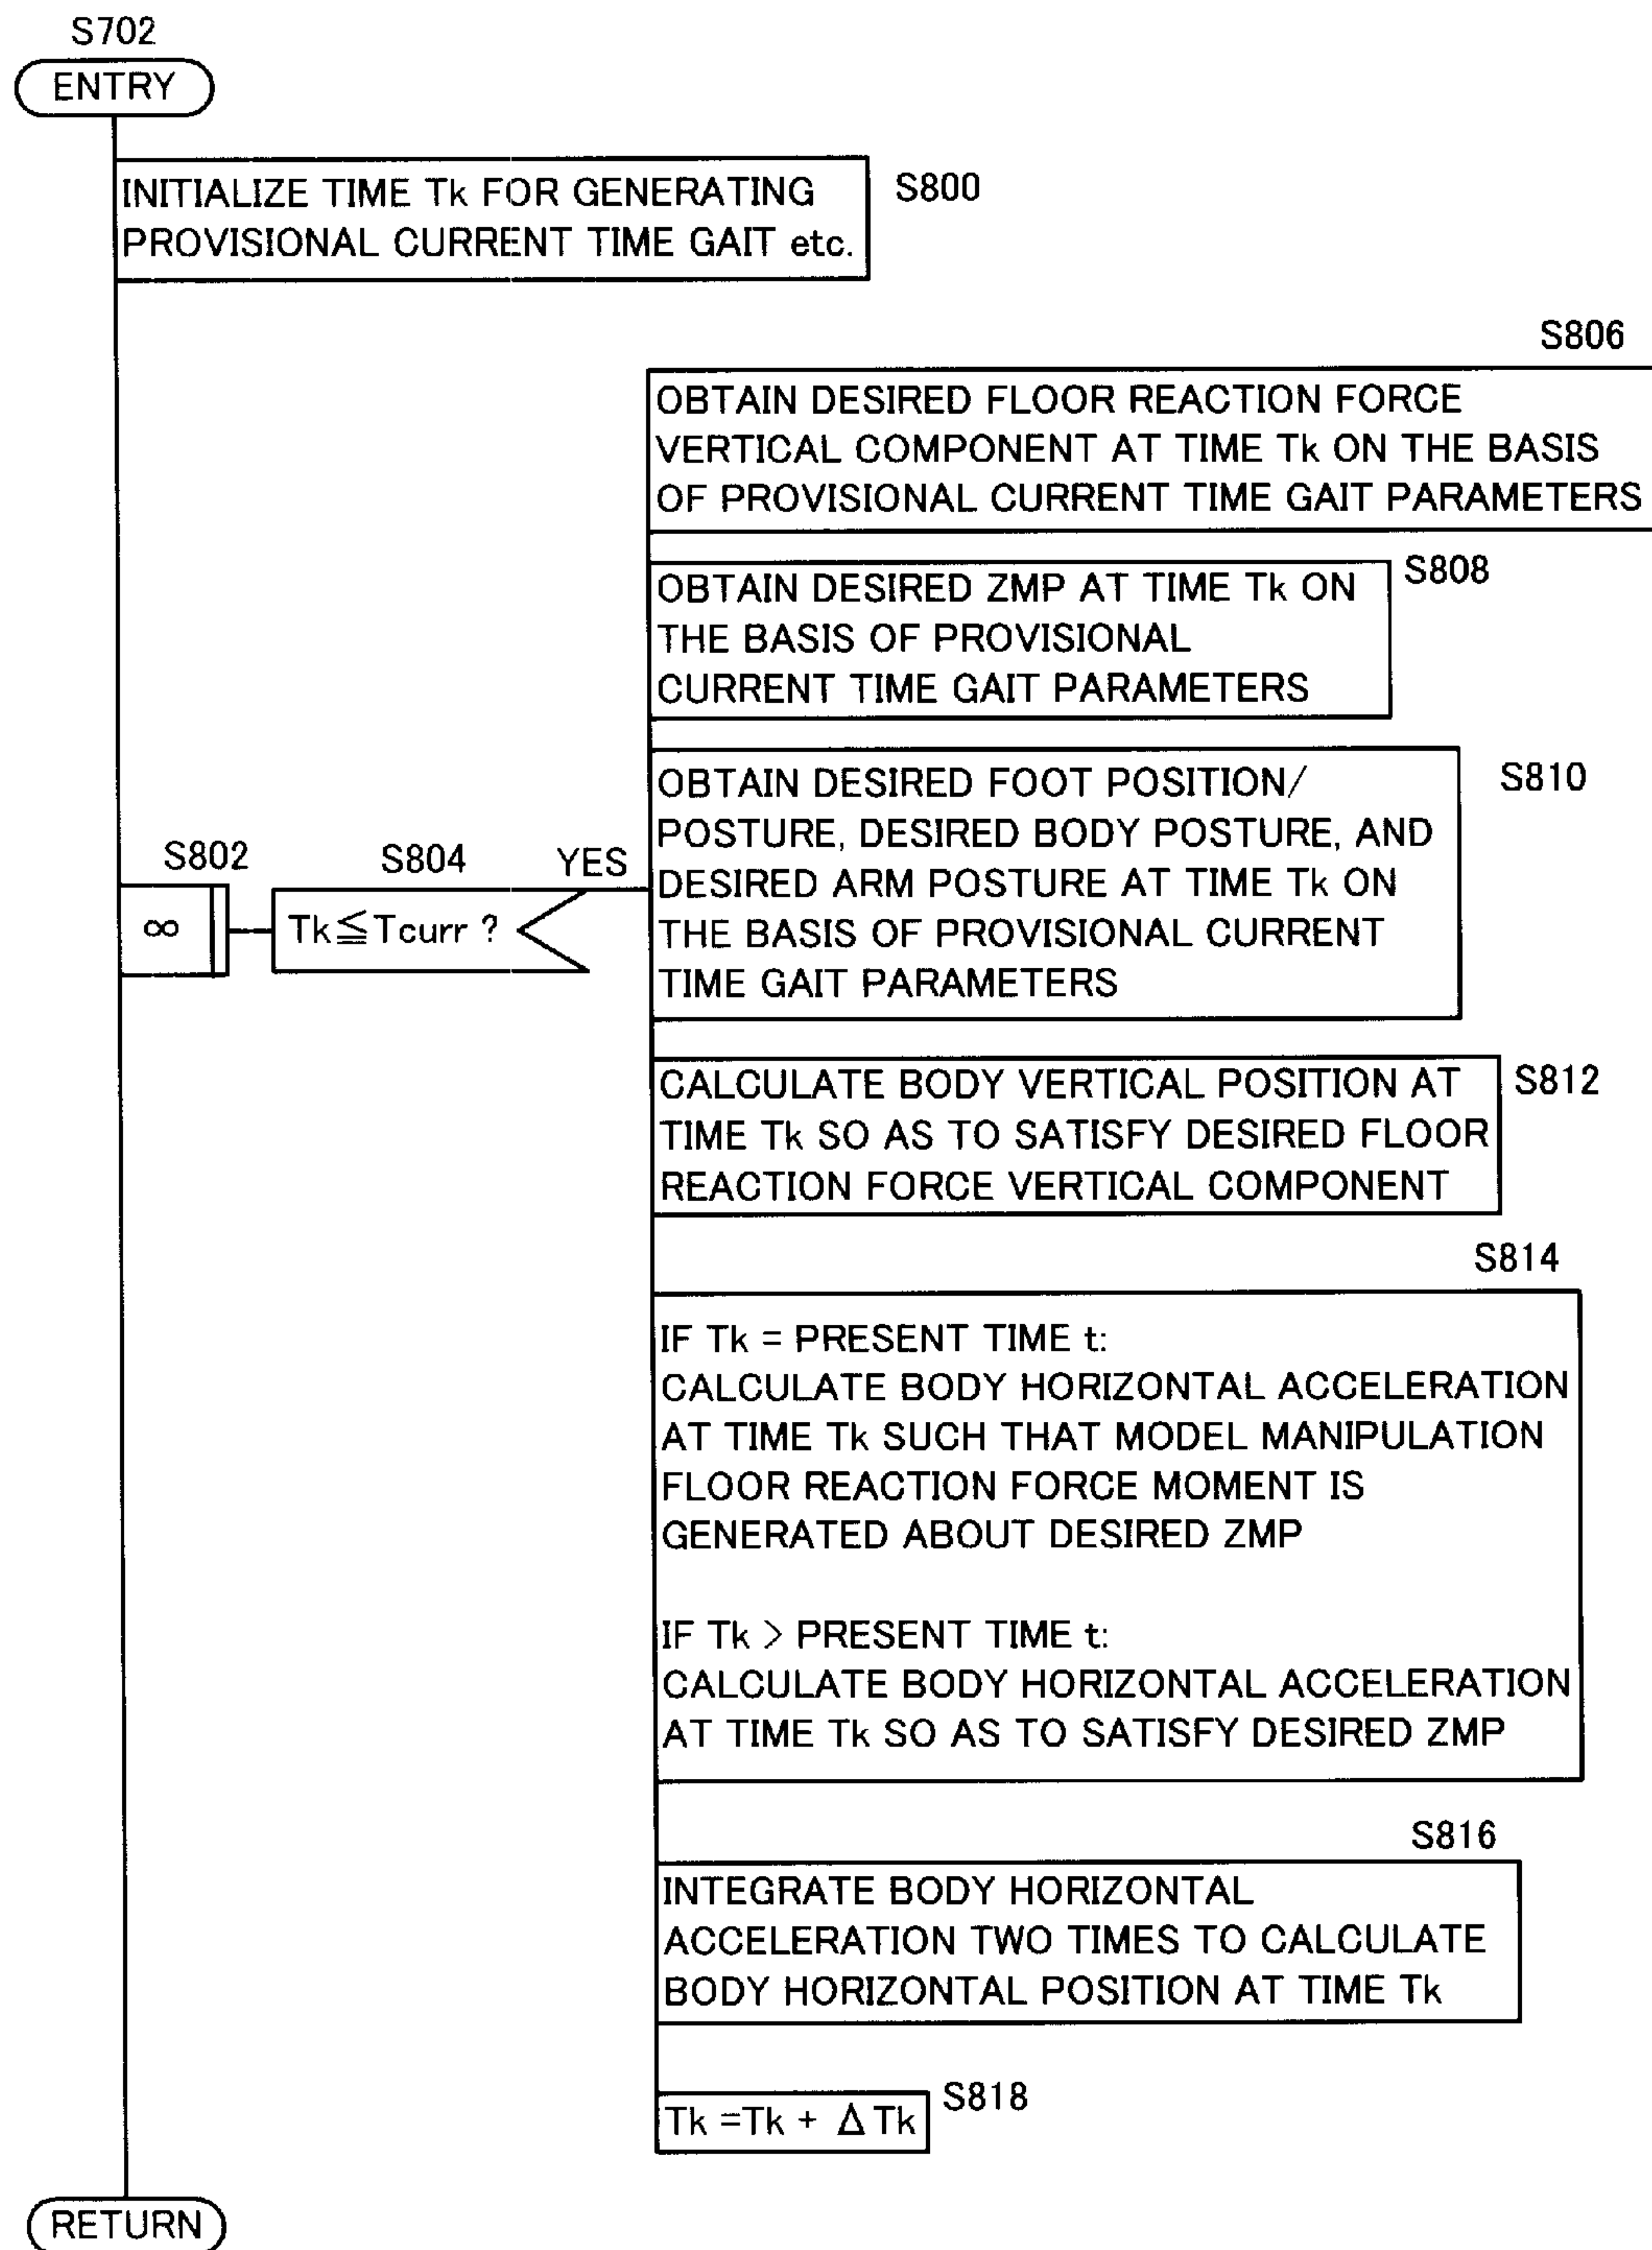 S702
ENTRY
INITIALIZE TIME Tk FOR GENERATING
PROVISIONAL CURRENT TIME GAIT etc.
S800
S806
OBTAIN DESIRED FLOOR REACTION FORCE
VERTICAL COMPONENT AT TIME Tk ON THE BASIS
OF PROVISIONAL CURRENT TIME GAIT PARAMETERS
S808
OBTAIN DESIRED ZMP AT TIME Tk ON
THE BASIS OF PROVISIONAL
CURRENT TIME GAIT PARAMETERS
S810
OBTAIN DESIRED FOOT POSITION/
POSTURE, DESIRED BODY POSTURE, AND
DESIRED ARM POSTURE AT TIME Tk ON
THE BASIS OF PROVISIONAL CURRENT
TIME GAIT PARAMETERS
S802
S804
YES
∞
Tk≦Tcurr ?
CALCULATE BODY VERTICAL POSITION AT
TIME Tk SO AS TO SATISFY DESIRED FLOOR
REACTION FORCE VERTICAL COMPONENT
S812
S814
IF Tk = PRESENT TIME t:
CALCULATE BODY HORIZONTAL ACCELERATION
AT TIME Tk SUCH THAT MODEL MANIPULATION
FLOOR REACTION FORCE MOMENT IS
GENERATED ABOUT DESIRED ZMP
IF Tk > PRESENT TIME t:
CALCULATE BODY HORIZONTAL ACCELERATION
AT TIME Tk SO AS TO SATISFY DESIRED ZMP
S816
INTEGRATE BODY HORIZONTAL
ACCELERATION TWO TIMES TO CALCULATE
BODY HORIZONTAL POSITION AT TIME Tk
S818
Tk =Tk + Δ Tk
RETURN